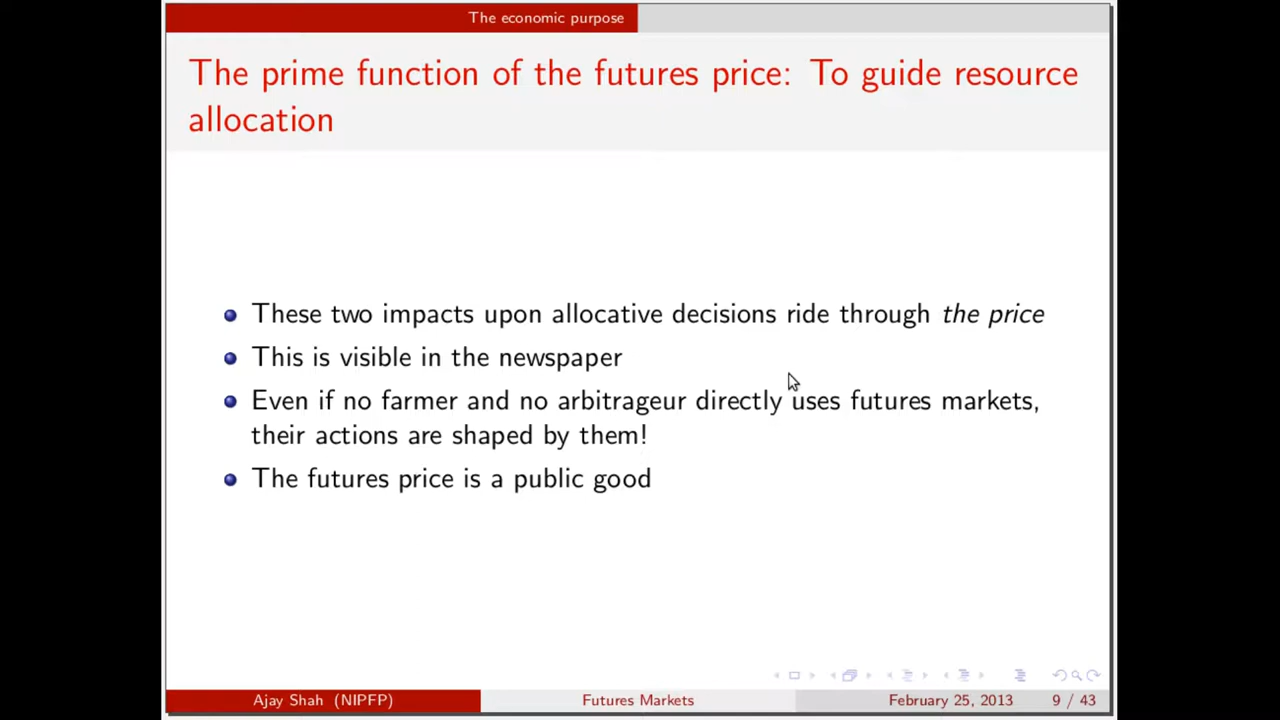 The economic purpose
The prime function of the futures price: To guide resource
allocation
These two impacts upon allocative decisions ride through the price
This is visible in the newspaper
Even if no farmer and no arbitrageur directly uses futures markets,
their actions are shaped by them!
The futures price is a public good
Ajay Shah (NIPFP)
Futures Markets
February 25, 2013
9 / 43